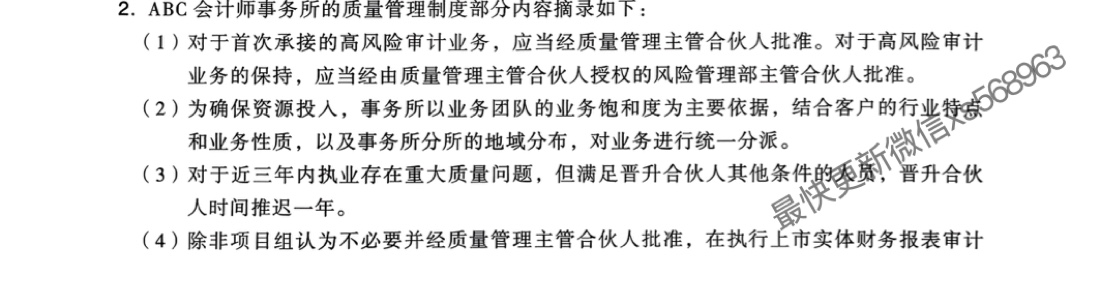 2. ABC 会计师事务所的质量管理制度部分内容摘录如下：
（1）对于首次承接的高风险审计业务，应当经质量管理主管合伙人批准。对于高风险审计
业务的保持，应当经由质量管理主管合伙人授权的风险管理部主管合伙人批准。
（2）为确保资源投入，事务所以业务团队的业务饱和度为主要依据，结合客户的行业特点
和业务性质，以及事务所分所的地域分布，对业务进行统一分派。
（3）对于近三年内执业存在重大质量问题，但满足晋升合伙人其他条件的人员，晋升合伙
人时间推迟一年。
（4）除非项目组认为不必要并经质量管理主管合伙人批准，在执行上市实体财务报表审计
最快更新微信xs568963